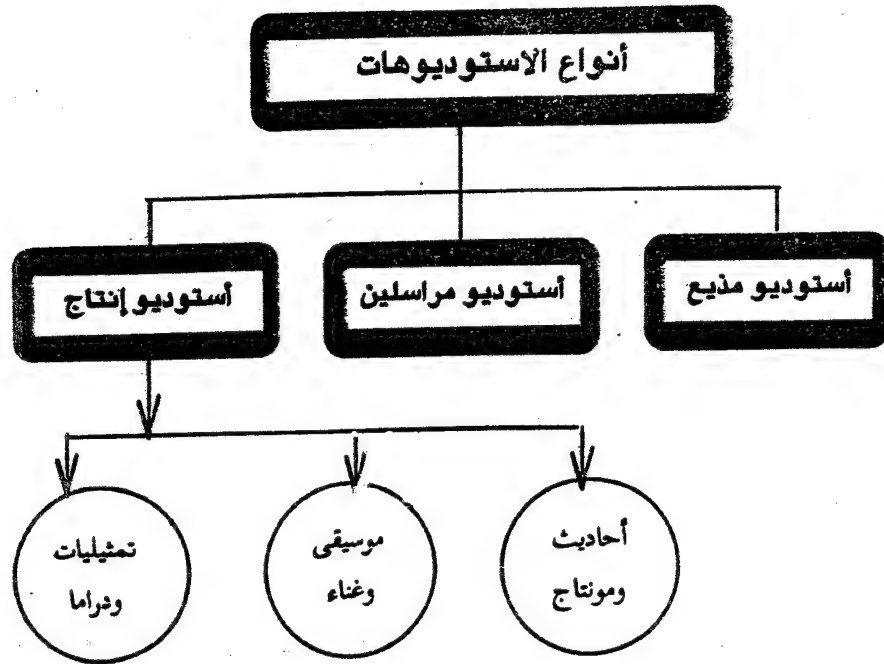 أنواع الاستوديوهات
أستوديو مذيع
أستوديو مراسلين
أستوديو إنتاج
أحاديث
ومونتاج
موسيقى
وغناء
تمثيليات
ودراما